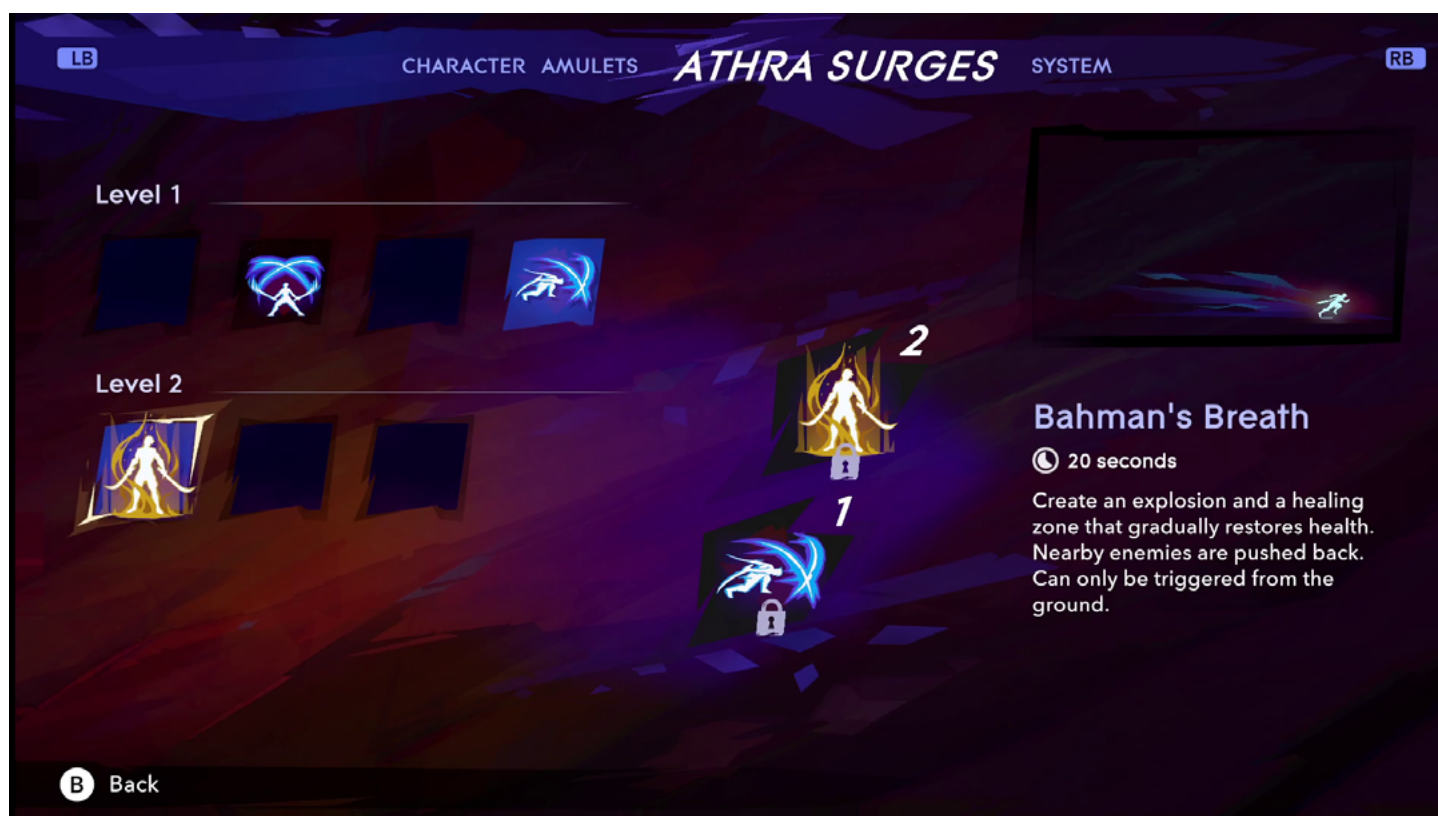 LB
CHARACTER AMULETS ATHRA SURGES SYSTEM
RB
Level 1
Level 2
2
1
Bahman's Breath
20 seconds
Create an explosion and a healing
zone that gradually restores health.
Nearby enemies are pushed back.
Can only be triggered from the
ground.
B Back